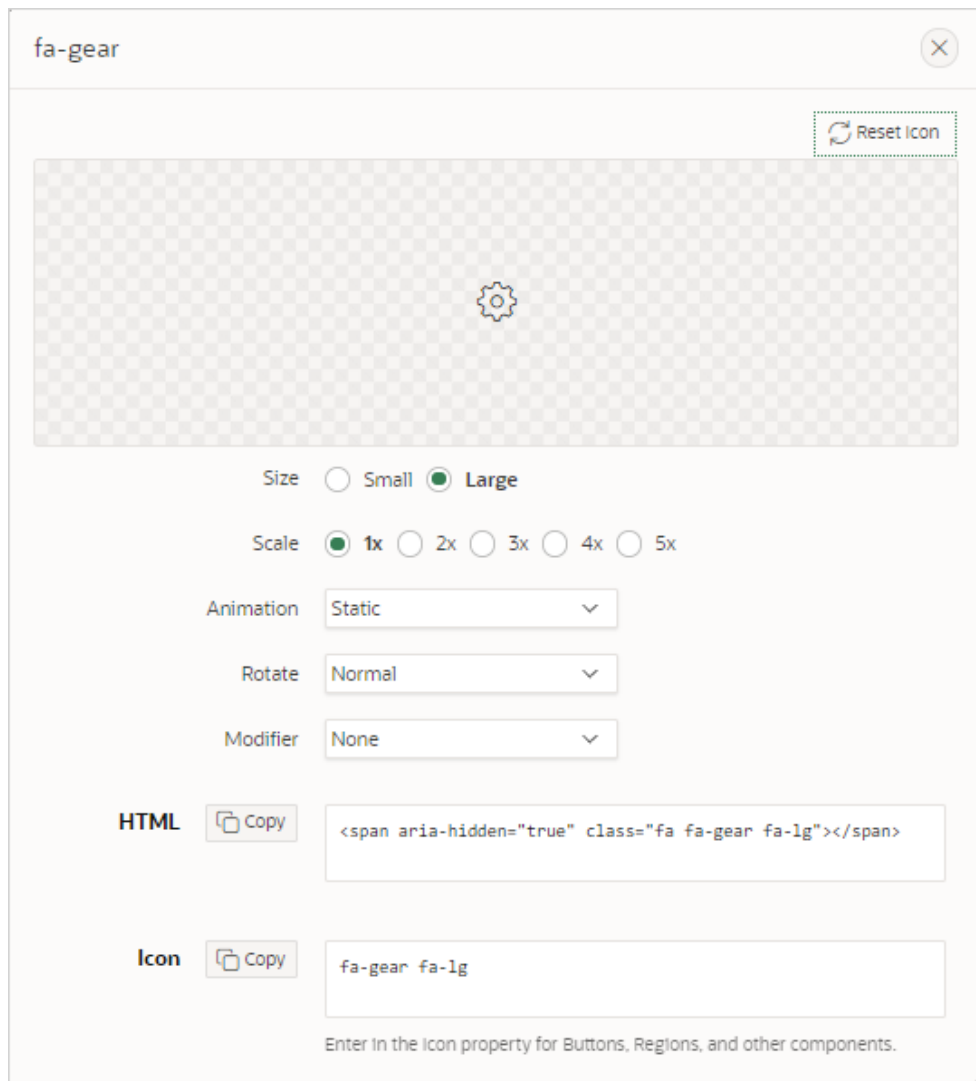 fa-gear
Reset Icon
Size Small Large
Scale 1x 2x 3x 4x 5x
Animation Static
Rotate Normal
Modifier None
HTML Copy <span aria-hidden="true" class="fa fa-gear fa-lg"></span>
Icon Copy fa-gear fa-lg
Enter in the Icon property for Buttons, Regions, and other components.